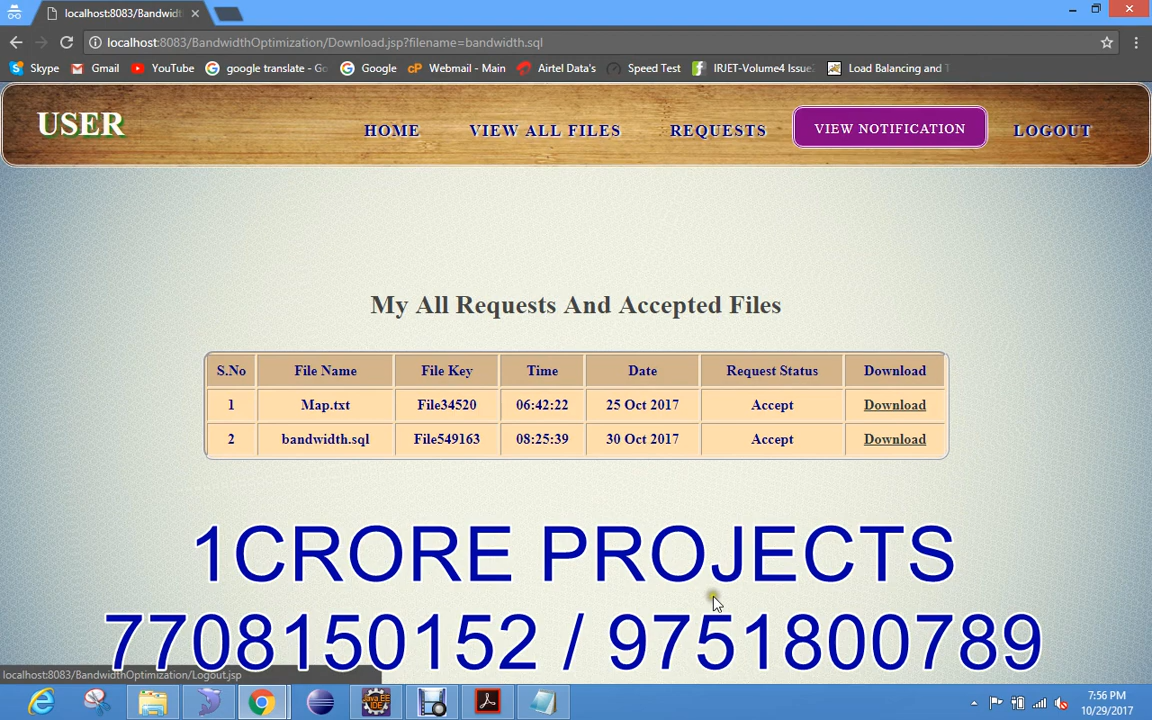 localhost:8083/Bandwidth
localhost:8083/BandwidthOptimization/Download.jsp?filename=bandwidth.sql
Skype Gmail YouTube google translate - Go Google Webmail - Main Airtel Data's Speed Test IRJET-Volume4 Issue Load Balancing and T
USER HOME VIEW ALL FILES REQUESTS VIEW NOTIFICATION LOGOUT
My All Requests And Accepted Files
S.No File Name File Key Time Date Request Status Download
1 Map.txt File34520 06:42:22 25 Oct 2017 Accept Download
2 bandwidth.sql File549163 08:25:39 30 Oct 2017 Accept Download
1CRORE PROJECTS
7708150152 / 9751800789
localhost:8083/BandwidthOptimization/Logout.jsp
7:56 PM
10/29/2017